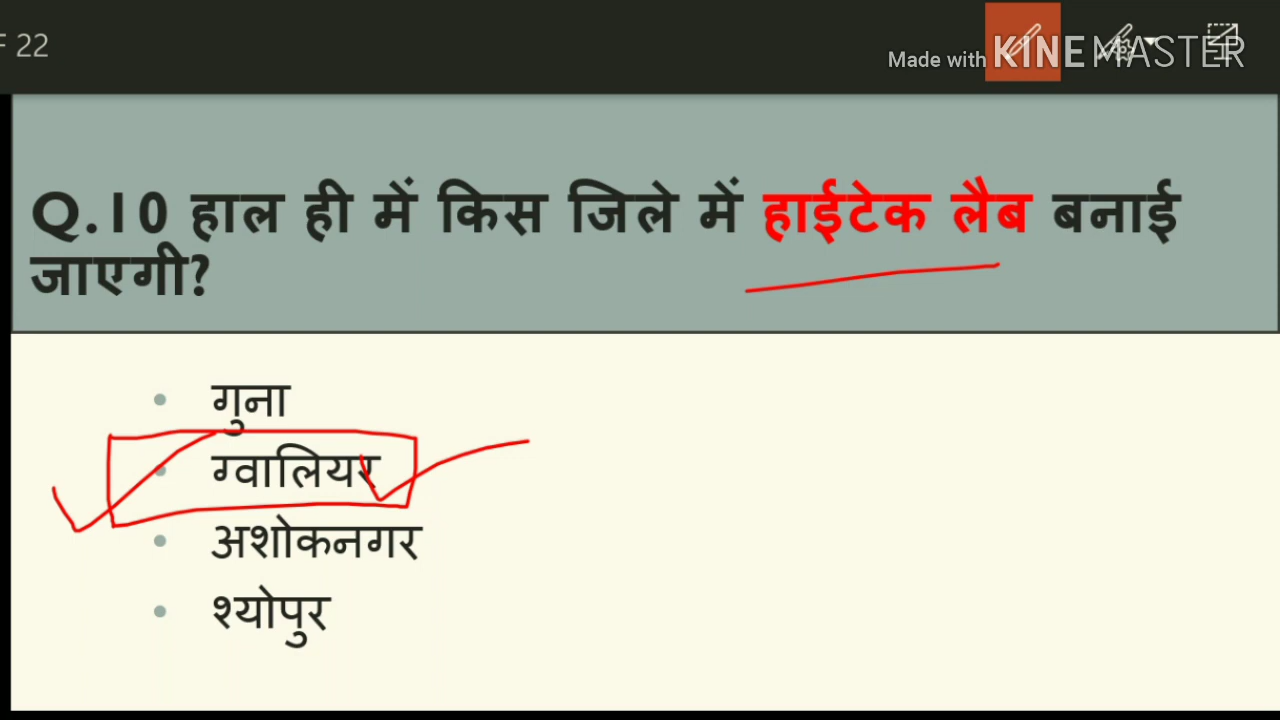 22
Made with KINEMASTER
Q.10 हाल ही में किस जिले में हाईटेक लैब बनाई
जाएगी?
गुना
ग्वालियर
अशोकनगर
श्योपुर